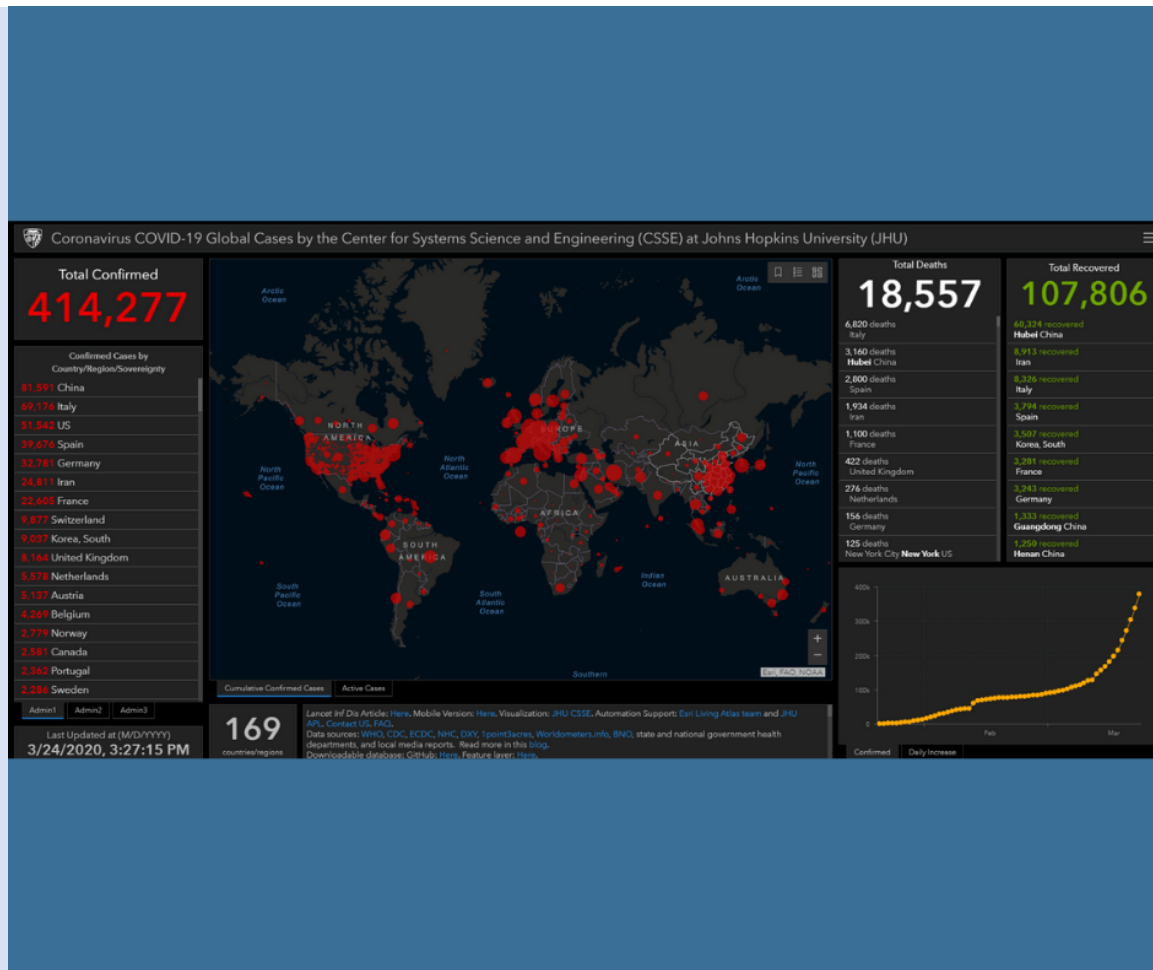 Coronavirus COVID-19 Global Cases by the Center for Systems Science and Engineering (CSSE) at Johns Hopkins University (JHU)
Total Confirmed
414,277
Confirmed Cases by
Country/Region/Sovereignty
81,591 China
69,176 Italy
51,542 US
39,676 Spain
32,781 Germany
24,811 Iran
22,605 France
9,877 Switzerland
9,037 Korea, South
8,164 United Kingdom
5,578 Netherlands
5,137 Austria
4,269 Belgium
2,779 Norway
2,581 Canada
2,362 Portugal
2,286 Sweden
Admin1
Admin2
Admin3
Last Updated at (M/D/YYYY)
3/24/2020, 3:27:15 PM
Arctic
Ocean
Arctic
Ocean
NORTH
AMERICA
EUROPE
ASIA
North
Pacific
Ocean
North
Atlantic
Ocean
North
Pacific
Ocean
AFRICA
SOUTH
AMERICA
Indian
Ocean
AUSTRALIA
South
Pacific
Ocean
South
Atlantic
Ocean
Southern
+
−
Esri, FAO, NOAA
Cumulative Confirmed Cases
Active Cases
169
countries/regions
Lancet Inf Dis Article: Here. Mobile Version: Here. Visualization: JHU CSSE. Automation Support: Esri Living Atlas team and JHU
APL. Contact US. FAQ.
Data sources: WHO, CDC, ECDC, NHC, DXY, 1point3acres, Worldometers.info, BNO, state and national government health
departments, and local media reports. Read more in this blog.
Downloadable database: GitHub: Here. Feature layer: Here.
Total Deaths
18,557
6,820 deaths
Italy
3,160 deaths
Hubei China
2,800 deaths
Spain
1,934 deaths
Iran
1,100 deaths
France
422 deaths
United Kingdom
276 deaths
Netherlands
156 deaths
Germany
125 deaths
New York City New York US
Total Recovered
107,806
60,324 recovered
Hubei China
8,913 recovered
Iran
8,326 recovered
Italy
3,794 recovered
Spain
3,507 recovered
Korea, South
3,281 recovered
France
3,243 recovered
Germany
1,333 recovered
Guangdong China
1,250 recovered
Henan China
400k
300k
200k
100k
0
Feb
Mar
Confirmed
Daily Increase